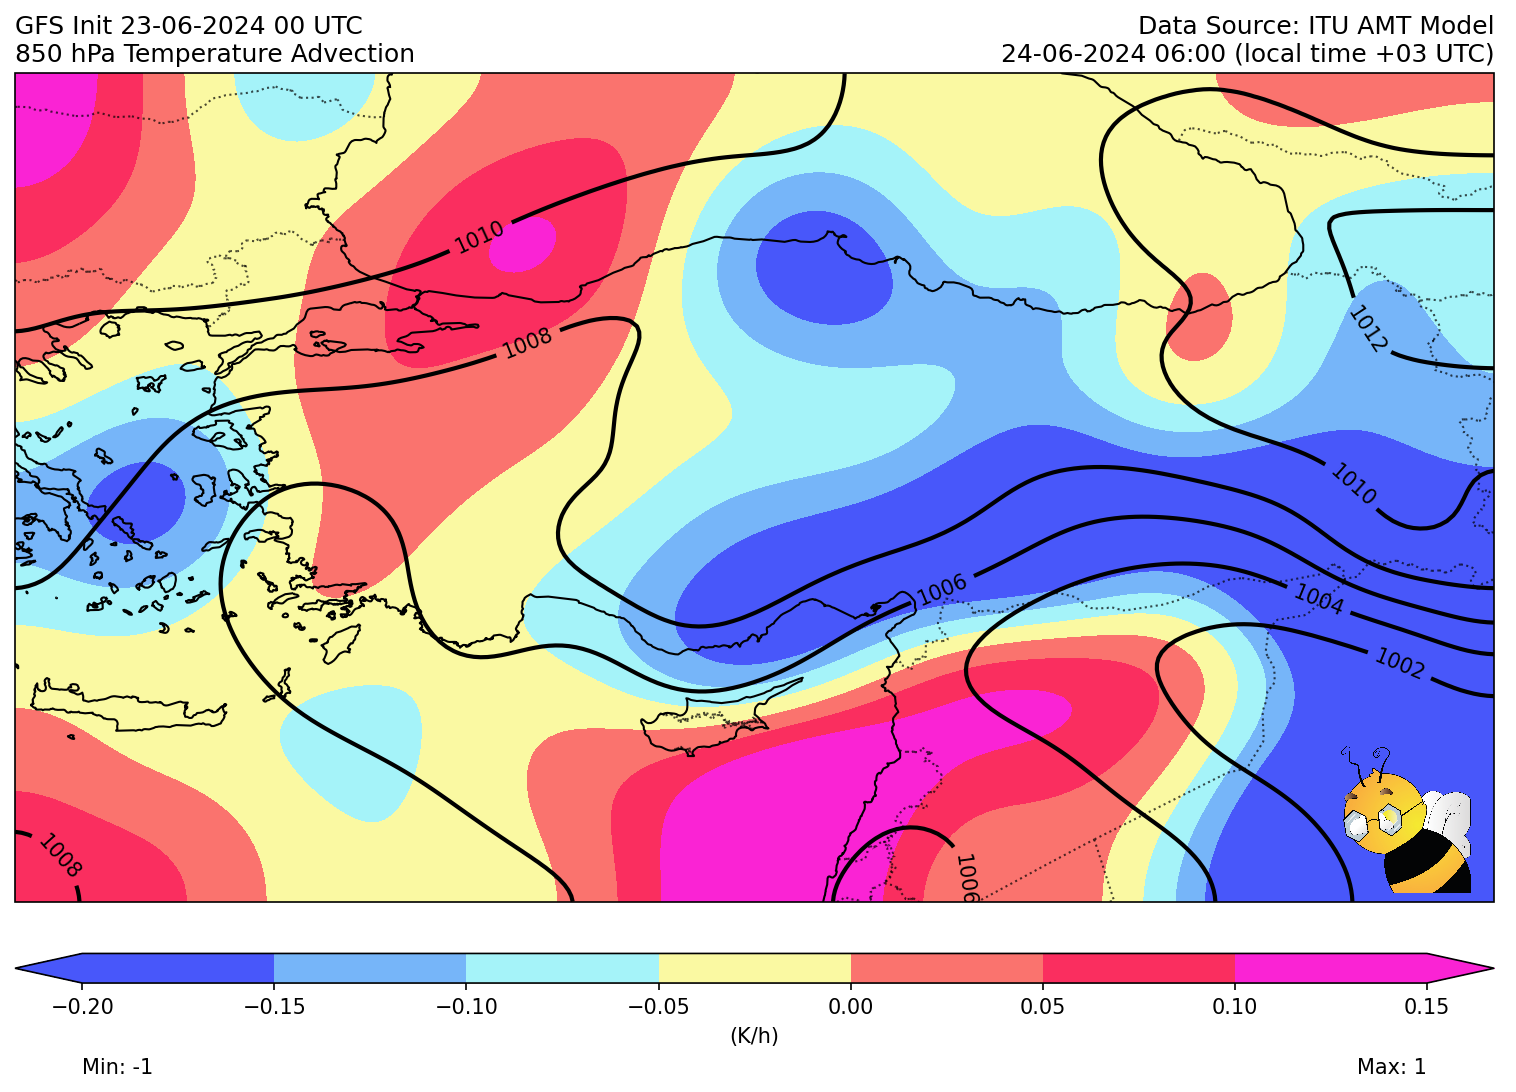 GFS Init 23-06-2024 00 UTC
Data Source: ITU AMT Model
850 hPa Temperature Advection
24-06-2024 06:00 (local time +03 UTC)
1010
1008
1012
1010
1006
1004
1002
1008
1006
−0.20 −0.15 −0.10 −0.05 0.00 0.05 0.10 0.15
(K/h)
Min: -1
Max: 1